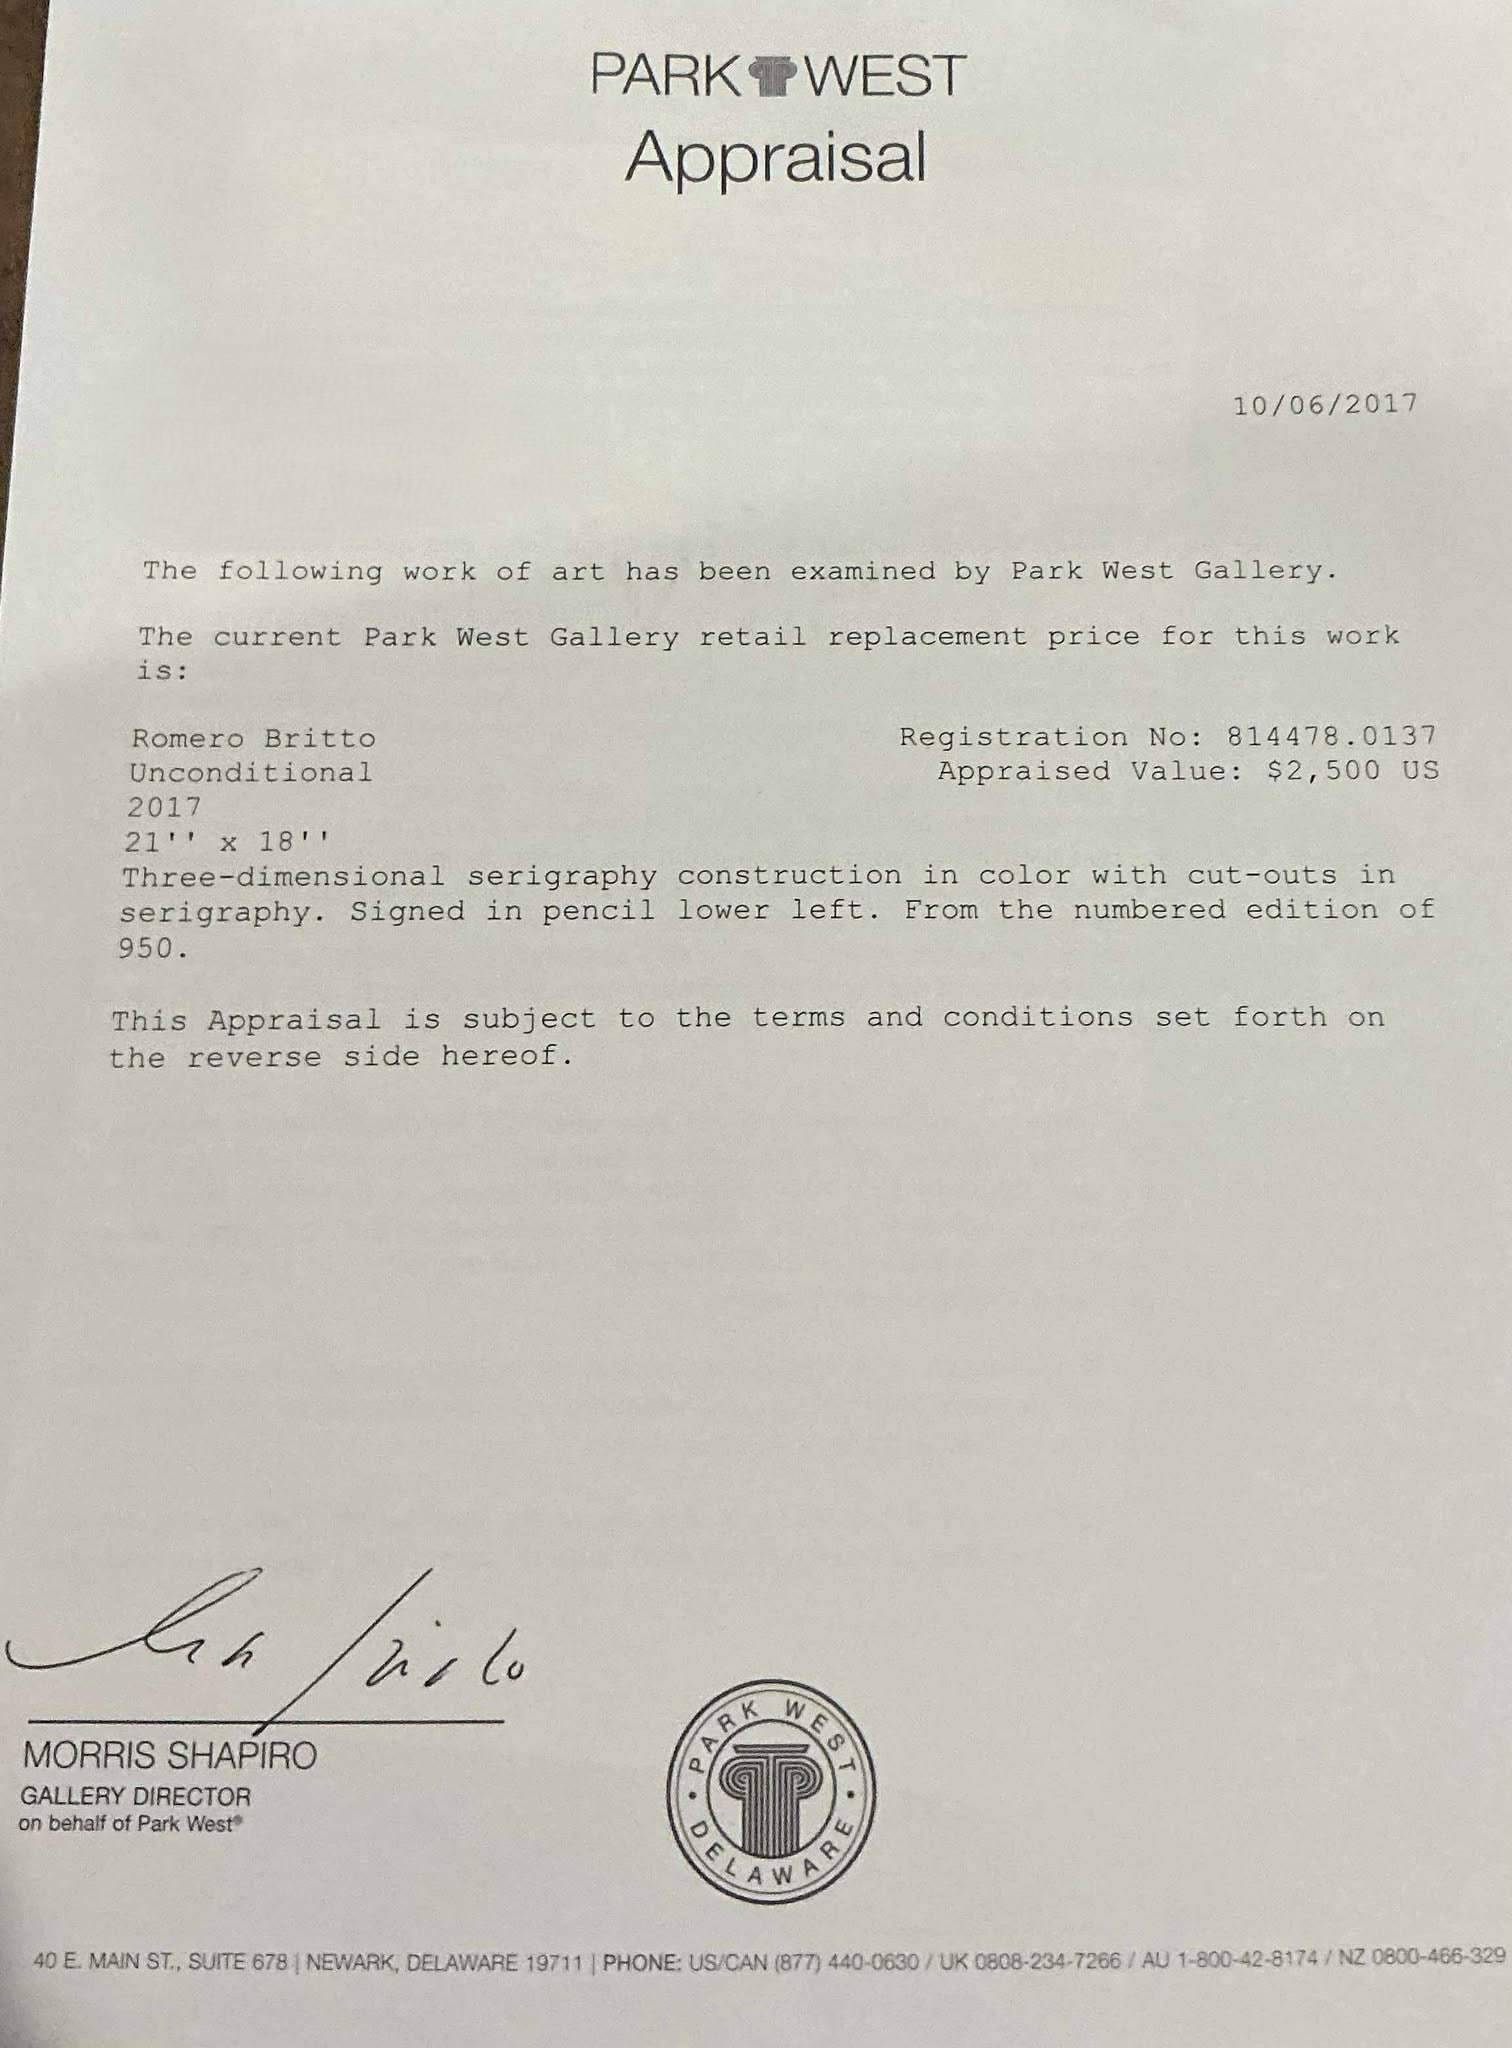 PARK WEST
Appraisal
10/06/2017
The following work of art has been examined by Park West Gallery.
The current Park West Gallery retail replacement price for this work
is:
Romero Britto
Registration No: 814478.0137
Unconditional
Appraised Value: $2,500 US
2017
21'' x 18''
Three-dimensional serigraphy construction in color with cut-outs in
serigraphy. Signed in pencil lower left. From the numbered edition of
950.
This Appraisal is subject to the terms and conditions set forth on
the reverse side hereof.
MORRIS SHAPIRO
GALLERY DIRECTOR
on behalf of Park West®
• PARK WEST •
DELAWARE
40 E. MAIN ST., SUITE 678 | NEWARK, DELAWARE 19711 | PHONE: US/CAN (877) 440-0630 / UK 0808-234-7266 / AU 1-800-42-8174 / NZ 0800-466-329